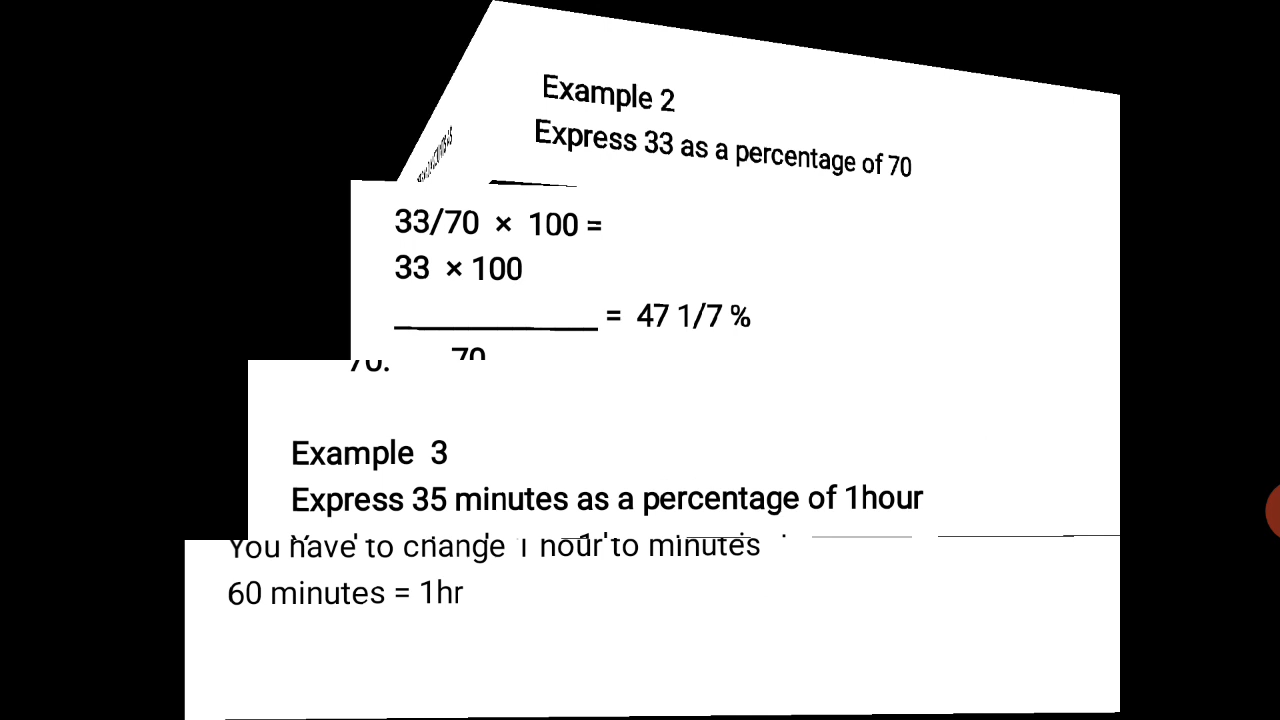 Example 2
Express 33 as a percentage of 70
33/70 × 100 =
33 × 100
= 47 1/7 %
70
Example 3
Express 35 minutes as a percentage of 1hour
You have to change 1 hour to minutes
60 minutes = 1hr